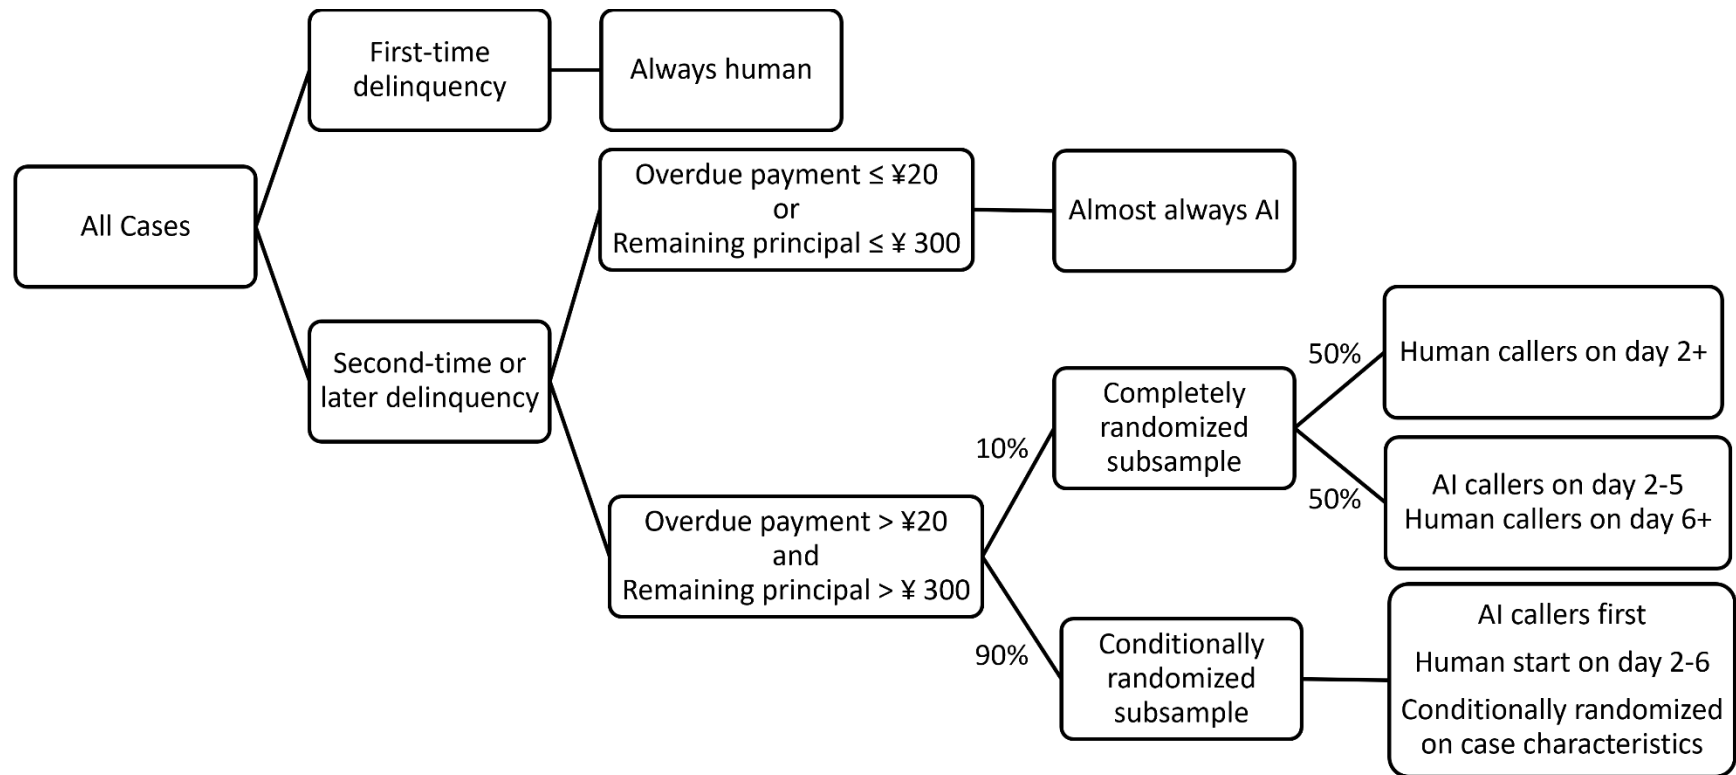 First-time
delinquency
Always human
All Cases
Overdue payment ≤ ¥20
or
Remaining principal ≤ ¥ 300
Almost always AI
Second-time or
later delinquency
Overdue payment > ¥20
and
Remaining principal > ¥ 300
10%
Completely
randomized
subsample
50%
Human callers on day 2+
50%
AI callers on day 2-5
Human callers on day 6+
90%
Conditionally
randomized
subsample
AI callers first
Human start on day 2-6
Conditionally randomized
on case characteristics